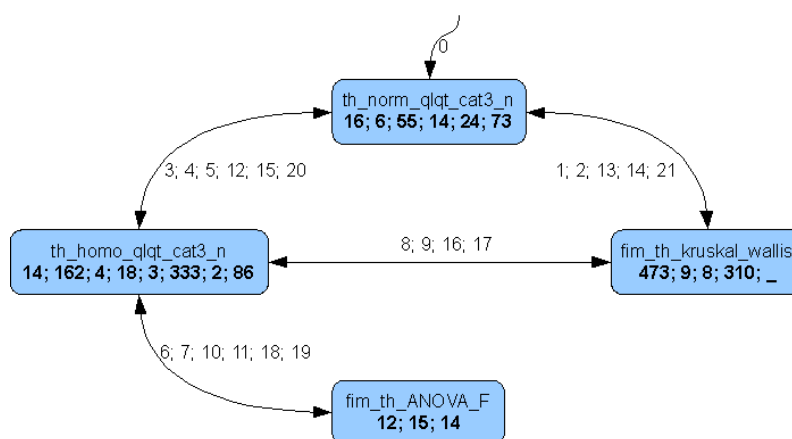 0
th_norm_qlqt_cat3_n
16; 6; 55; 14; 24; 73
3; 4; 5; 12; 15; 20
1; 2; 13; 14; 21
th_homo_qlqt_cat3_n
14; 162; 4; 18; 3; 333; 2; 86
8; 9; 16; 17
fim_th_kruskal_wallis
473; 9; 8; 310; _
6; 7; 10; 11; 18; 19
fim_th_ANOVA_F
12; 15; 14